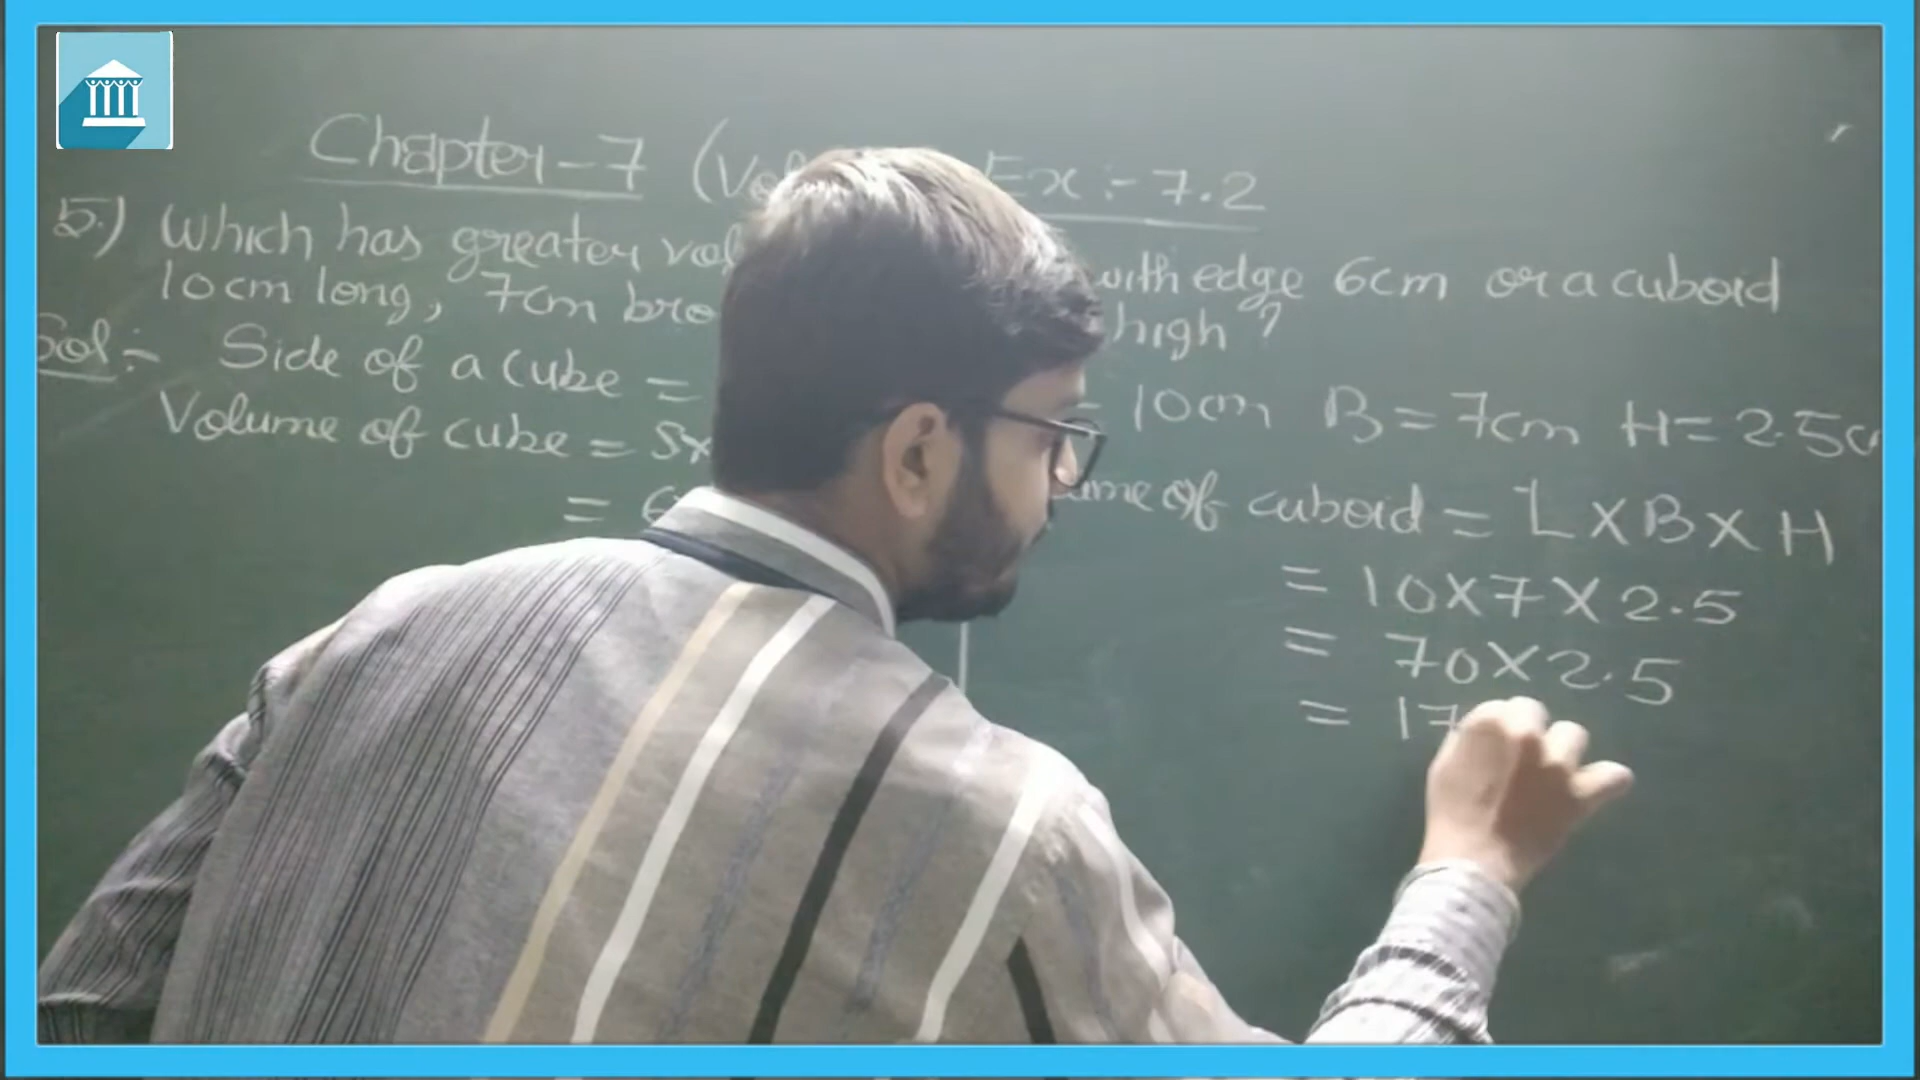 Chapter-7 (Vol Ex:- 7.2
5.) Which has greater vol with edge 6cm or a cuboid
10cm long, 7cm bro high ?
Sol:- Side of a cube = = 10cm B = 7cm H = 2.5c
Volume of cube = S× ume of cuboid = L×B×H
= 6
= 10×7×2.5
= 70×2.5
= 17